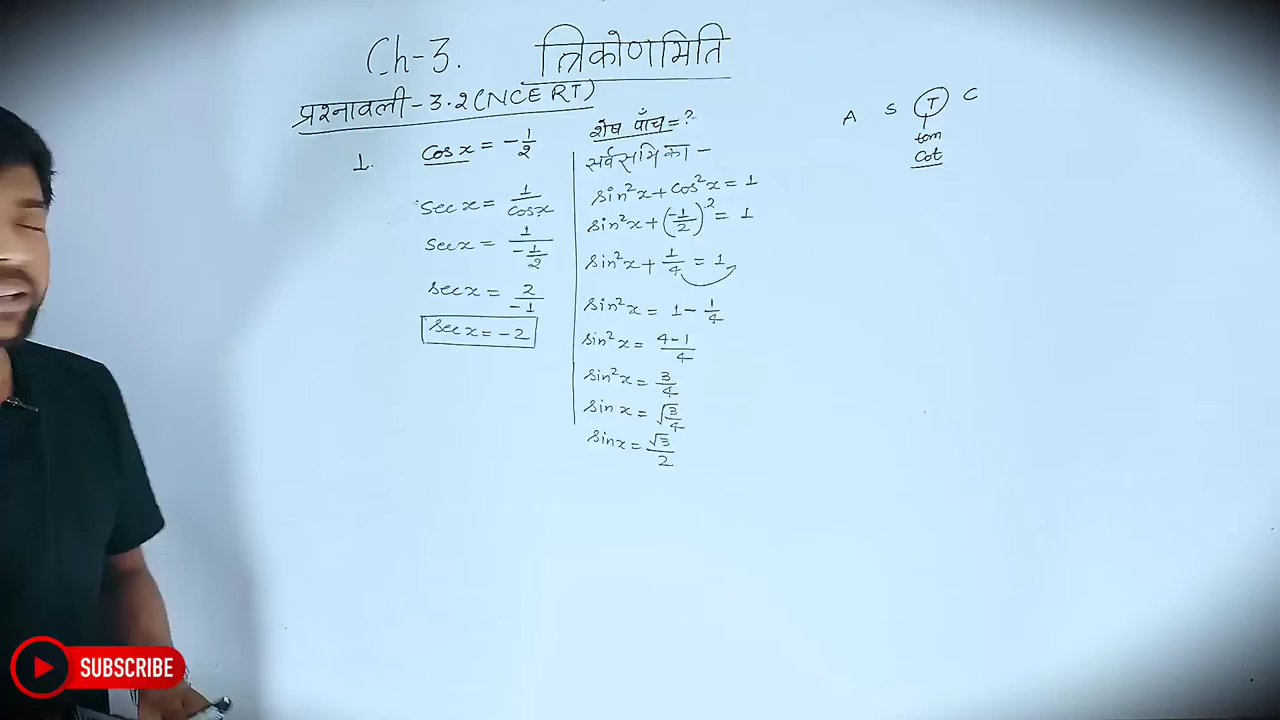 Ch-3. त्रिकोणमिति
प्रश्नावली-3.2(NCERT)
1. cos x = -1/2
sec x = 1/cosx
sec x = 1/(-1/2)
sec x = 2/-1
sec x = -2
शेष पाँच = ?
सर्वसमिका -
sin²x + cos²x = 1
sin²x + (-1/2)² = 1
sin²x + 1/4 = 1
sin²x = 1 - 1/4
sin²x = 4-1/4
sin²x = 3/4
sin x = √3/4
sin x = √3/2
A S T C
tan
cot
SUBSCRIBE